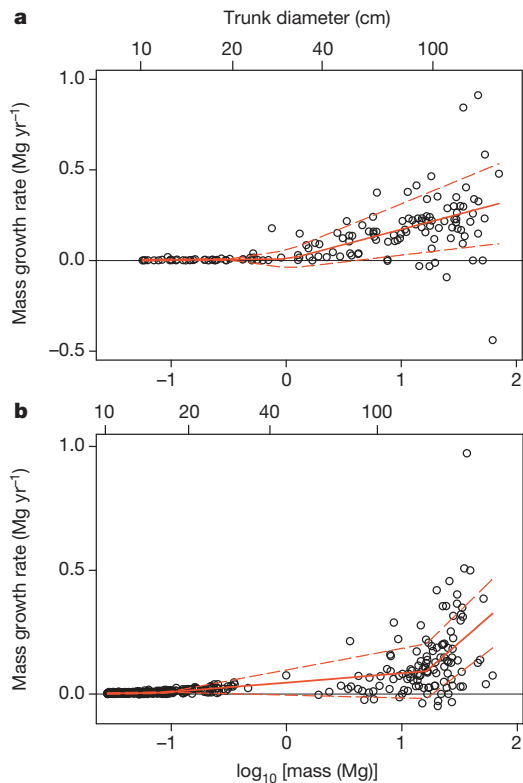 a
Trunk diameter (cm)
10 20 40 100
1.0
0.5
0.0
−0.5
Mass growth rate (Mg yr⁻¹)
−1 0 1 2
b
10 20 40 100
1.0
0.5
0.0
Mass growth rate (Mg yr⁻¹)
−1 0 1 2
log₁₀ [mass (Mg)]